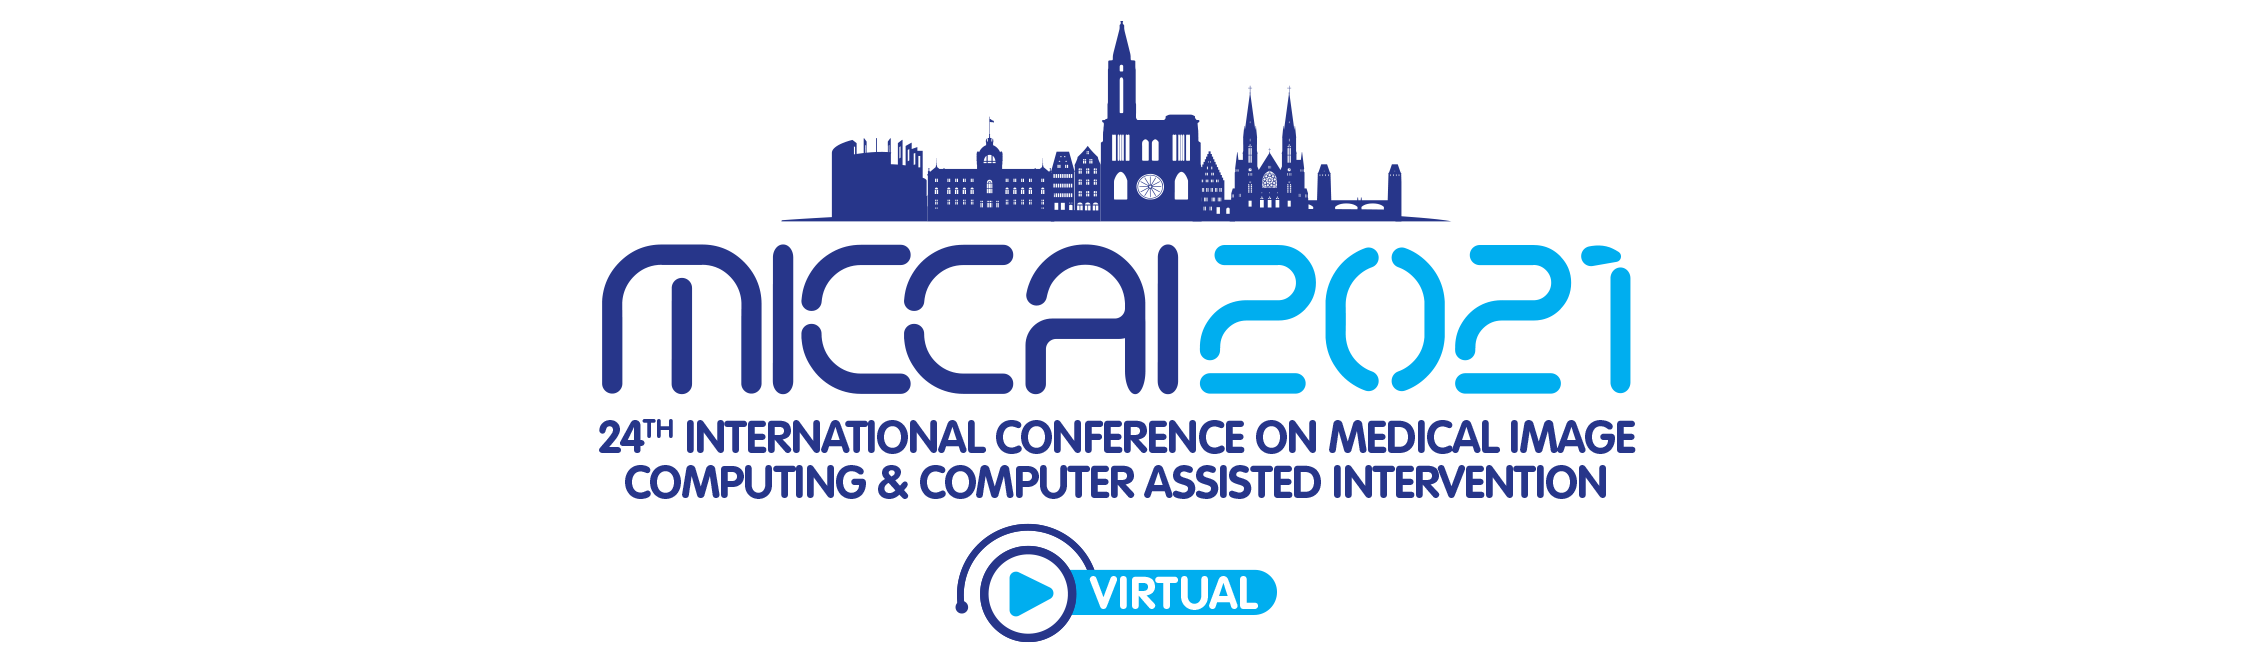 MICCAI2021
24TH INTERNATIONAL CONFERENCE ON MEDICAL IMAGE
COMPUTING & COMPUTER ASSISTED INTERVENTION
VIRTUAL